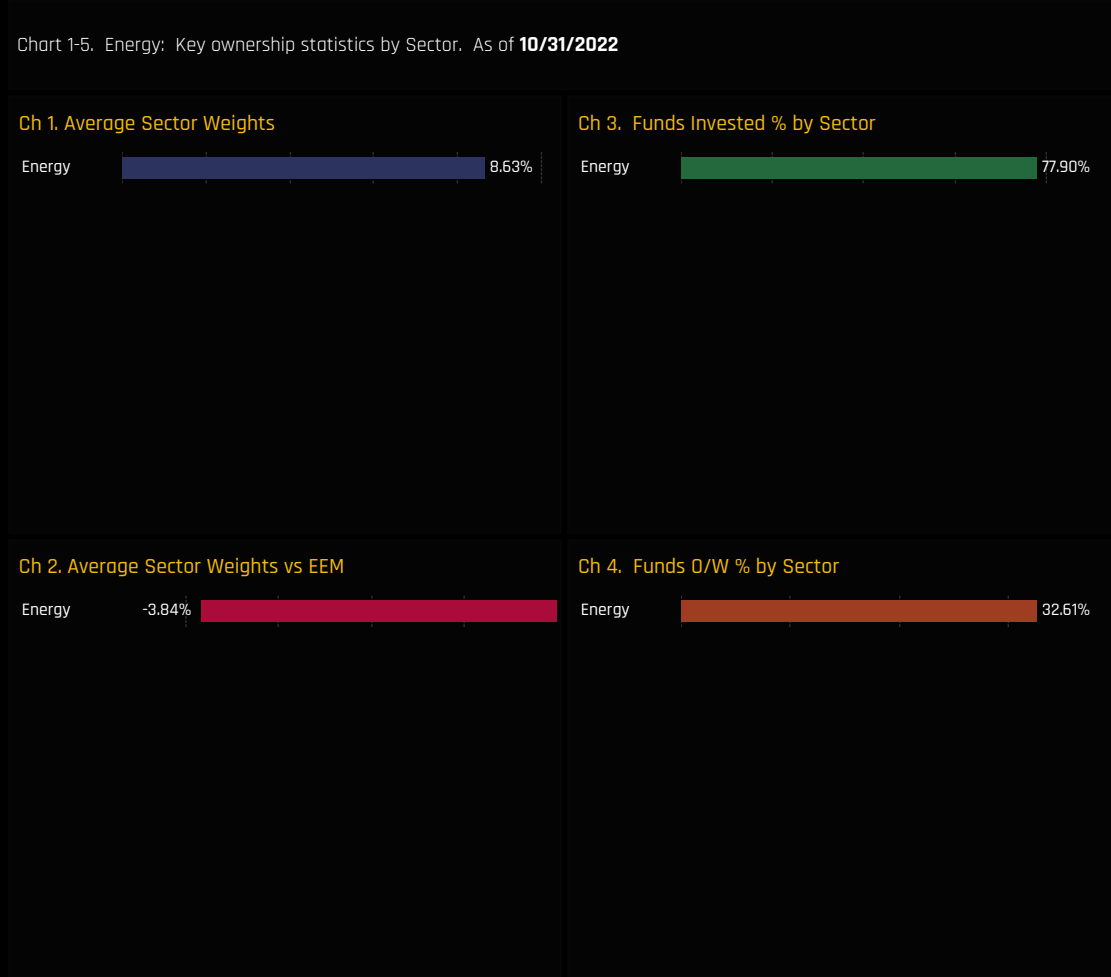 Chart 1-5. Energy: Key ownership statistics by Sector. As of 10/31/2022
Ch 1. Average Sector Weights
Energy 8.63%
Ch 3. Funds Invested % by Sector
Energy 77.90%
Ch 2. Average Sector Weights vs EEM
Energy -3.84%
Ch 4. Funds O/W % by Sector
Energy 32.61%